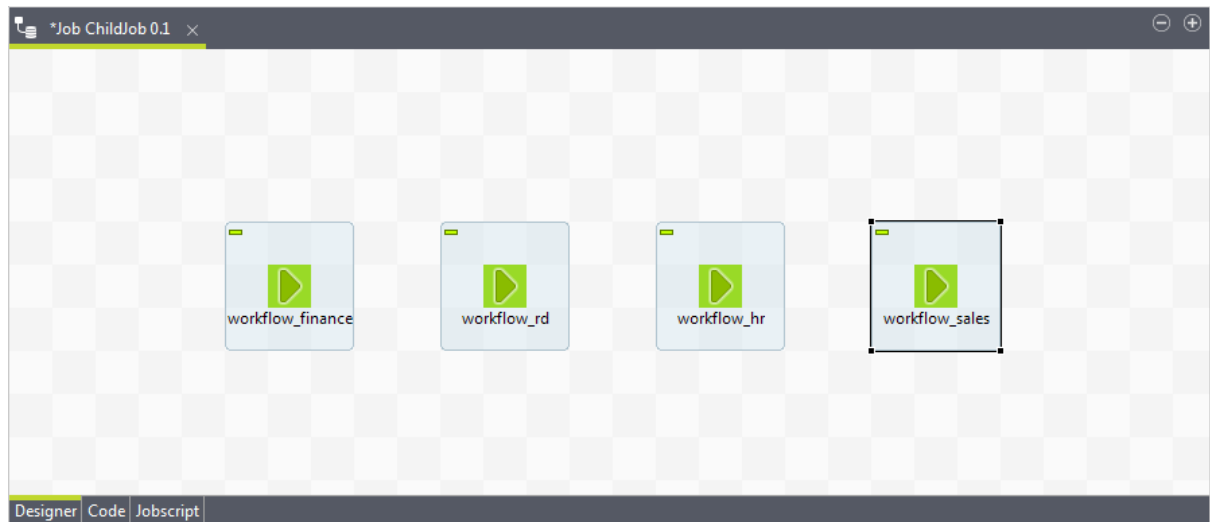 *Job ChildJob 0.1
workflow_finance
workflow_rd
workflow_hr
workflow_sales
Designer Code Jobscript